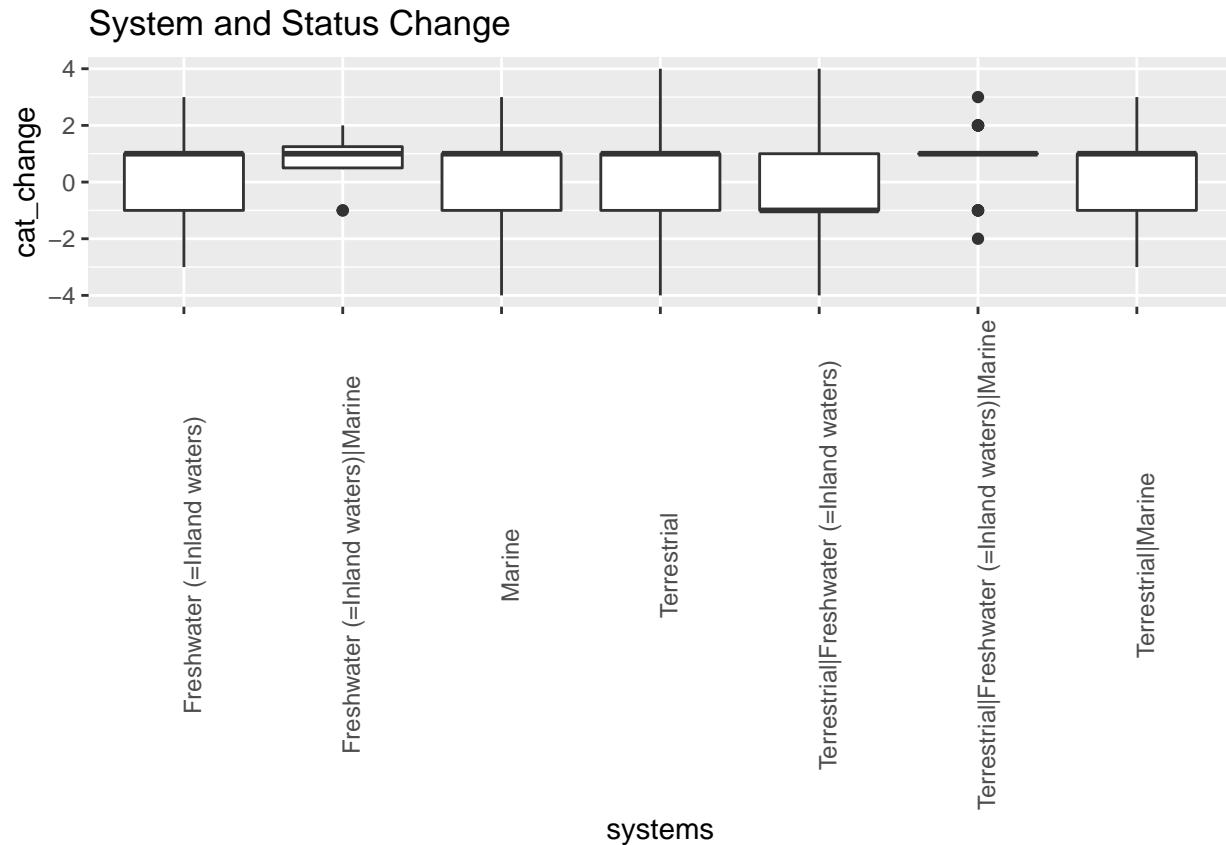 System and Status Change
cat_change
4
2
0
−2
−4
Freshwater (=Inland waters)
Freshwater (=Inland waters)|Marine
Marine
Terrestrial
Terrestrial|Freshwater (=Inland waters)
Terrestrial|Freshwater (=Inland waters)|Marine
Terrestrial|Marine
systems